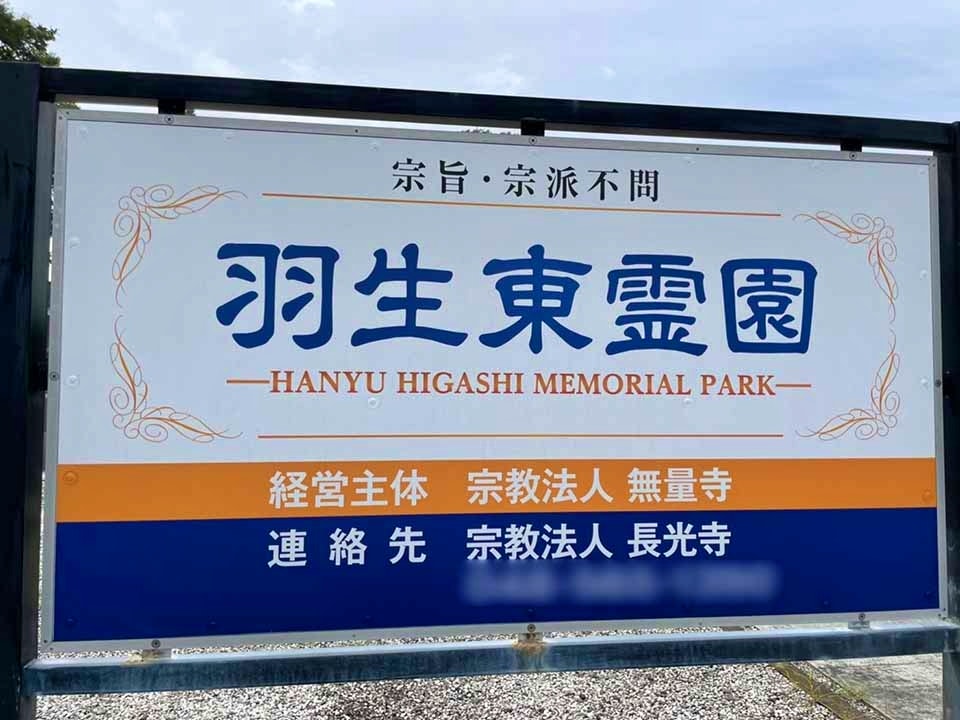 宗旨・宗派不問
羽生東霊園
HANYU HIGASHI MEMORIAL PARK
経営主体 宗教法人 無量寺
連絡先 宗教法人 長光寺